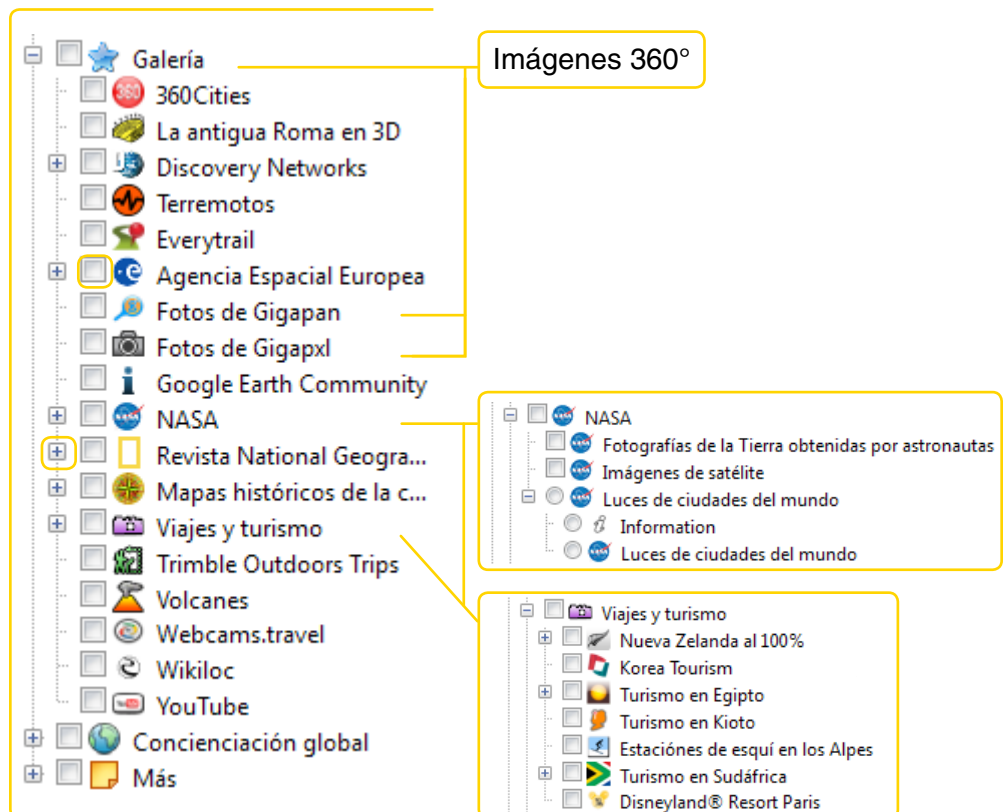 Galería
360Cities
La antigua Roma en 3D
Discovery Networks
Terremotos
Everytrail
Agencia Espacial Europea
Fotos de Gigapan
Fotos de Gigapxl
Google Earth Community
NASA
Revista National Geogra...
Mapas históricos de la c...
Viajes y turismo
Trimble Outdoors Trips
Volcanes
Webcams.travel
Wikiloc
YouTube
Concienciación global
Más
Imágenes 360°
NASA
Fotografías de la Tierra obtenidas por astronautas
Imágenes de satélite
Luces de ciudades del mundo
Information
Luces de ciudades del mundo
Viajes y turismo
Nueva Zelanda al 100%
Korea Tourism
Turismo en Egipto
Turismo en Kioto
Estaciónes de esquí en los Alpes
Turismo en Sudáfrica
Disneyland® Resort Paris